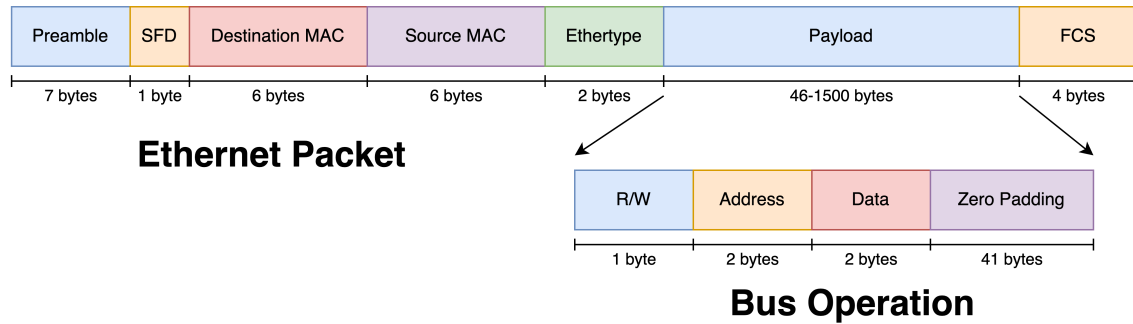 Preamble SFD Destination MAC Source MAC Ethertype Payload FCS
7 bytes 1 byte 6 bytes 6 bytes 2 bytes 46-1500 bytes 4 bytes
Ethernet Packet
R/W Address Data Zero Padding
1 byte 2 bytes 2 bytes 41 bytes
Bus Operation